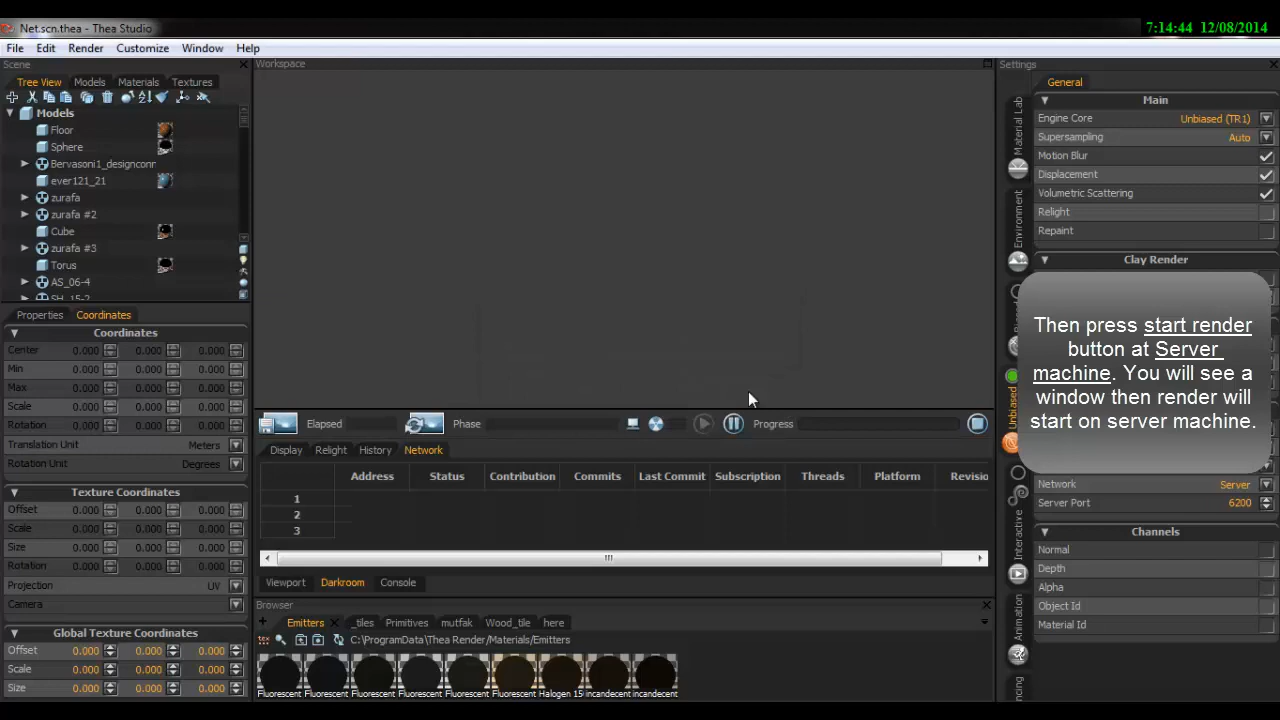 Net.scn.thea - Thea Studio
7:14:44 12/08/2014
File Edit Render Customize Window Help
Scene
Workspace
Settings
Tree View Models Materials Textures
General
Models
Floor
Sphere
Bervasoni1_designconn
ever121_21
zurafa
zurafa #2
Cube
zurafa #3
Torus
AS_06-4
SH_15-2
Main
Engine Core Unbiased (TR1)
Supersampling Auto
Motion Blur
Displacement
Volumetric Scattering
Relight
Repaint
Clay Render
Material Lab
Environment
Unbiased
Interactive
Animation
Then press start render
button at Server
machine. You will see a
window then render will
start on server machine.
Network Server
Server Port 6200
Channels
Normal
Depth
Alpha
Object Id
Material Id
Properties Coordinates
Coordinates
Center 0.000 0.000 0.000
Min 0.000 0.000 0.000
Max 0.000 0.000 0.000
Scale 0.000 0.000 0.000
Rotation 0.000 0.000 0.000
Translation Unit Meters
Rotation Unit Degrees
Texture Coordinates
Offset 0.000 0.000 0.000
Scale 0.000 0.000 0.000
Size 0.000 0.000 0.000
Rotation 0.000 0.000 0.000
Projection UV
Camera
Global Texture Coordinates
Offset 0.000 0.000 0.000
Scale 0.000 0.000 0.000
Size 0.000 0.000 0.000
Elapsed Phase Progress
Display Relight History Network
Address Status Contribution Commits Last Commit Subscription Threads Platform Revisio
1
2
3
Viewport Darkroom Console
Browser
Emitters _tiles Primitives mutfak Wood_tile here
C:\ProgramData\Thea Render/Materials/Emitters
Fluorescent Fluorescent Fluorescent Fluorescent Fluorescent Fluorescent Halogen 15 incandecent incandecent